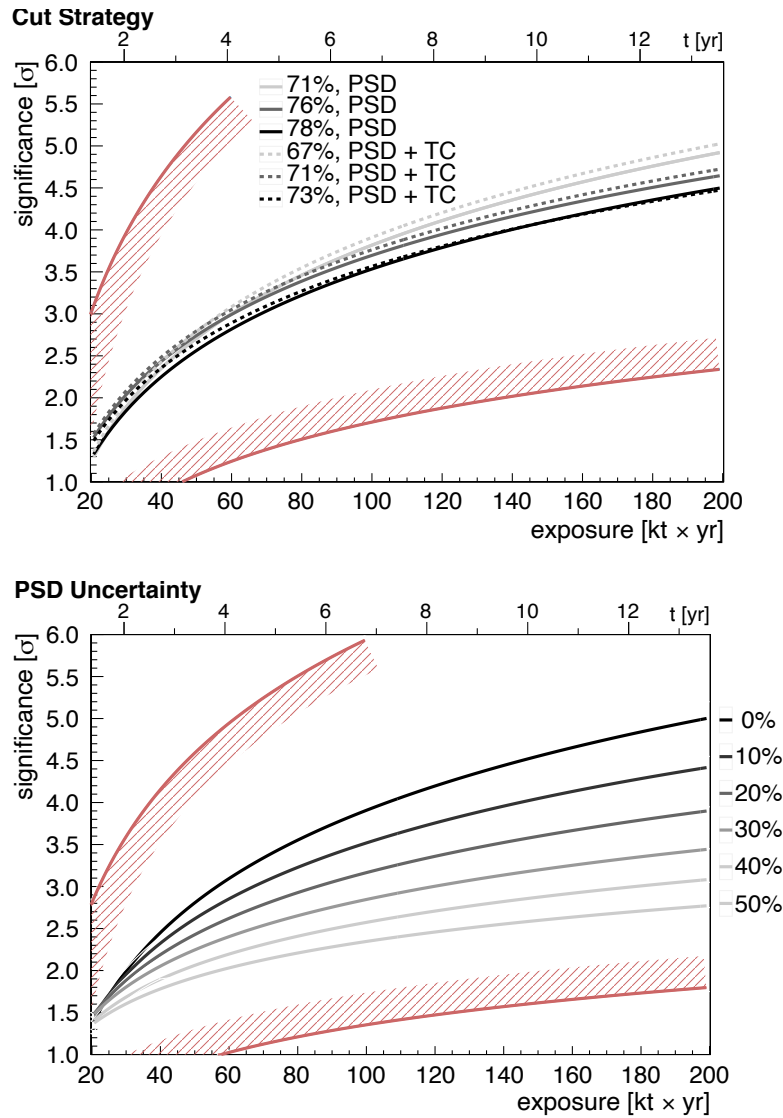 Cut Strategy
2 4 6 8 10 12 t [yr]
significance [σ]
6.0
5.5
5.0
4.5
4.0
3.5
3.0
2.5
2.0
1.5
1.0
71%, PSD
76%, PSD
78%, PSD
67%, PSD + TC
71%, PSD + TC
73%, PSD + TC
20 40 60 80 100 120 140 160 180 200
exposure [kt × yr]
PSD Uncertainty
2 4 6 8 10 12 t [yr]
significance [σ]
6.0
5.5
5.0
4.5
4.0
3.5
3.0
2.5
2.0
1.5
1.0
0%
10%
20%
30%
40%
50%
20 40 60 80 100 120 140 160 180 200
exposure [kt × yr]